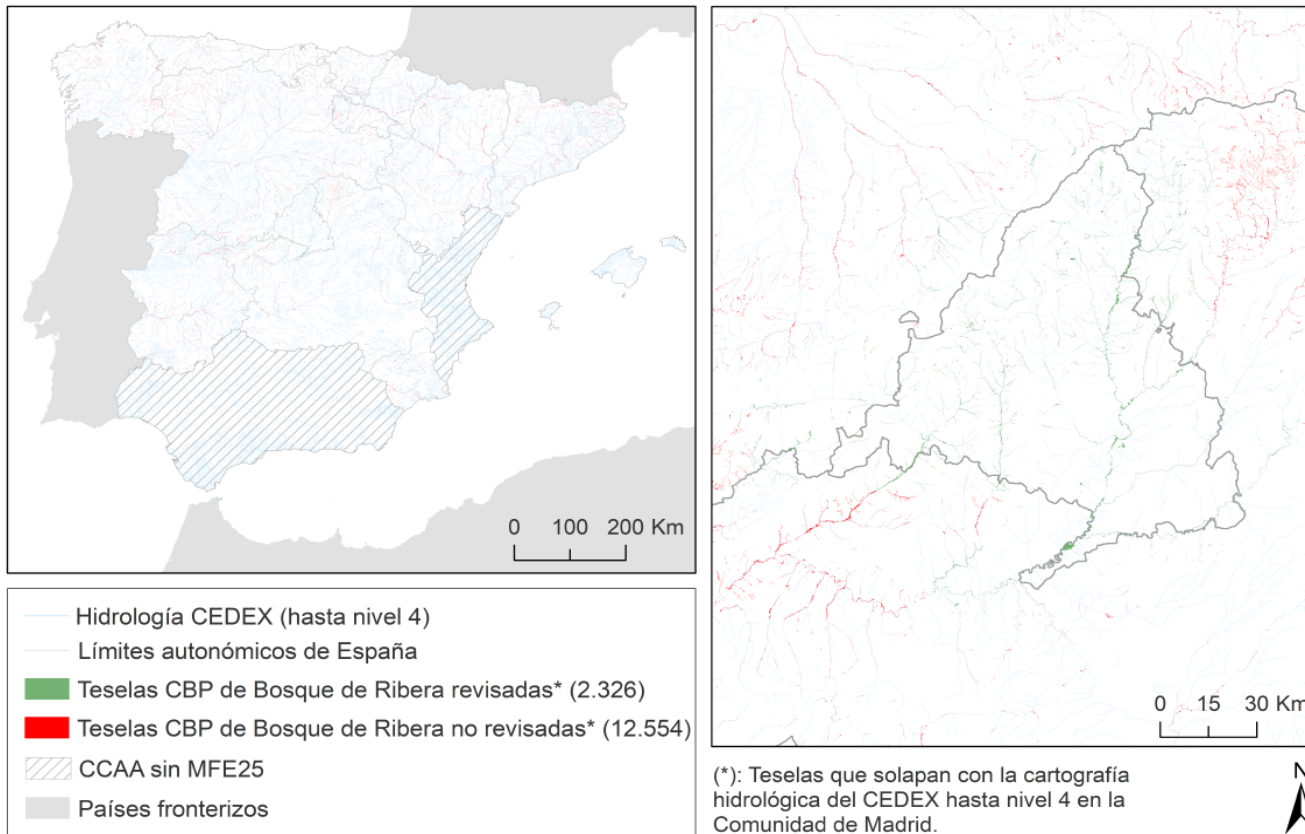 0 100 200 Km
Hidrología CEDEX (hasta nivel 4)
Límites autonómicos de España
Teselas CBP de Bosque de Ribera revisadas* (2.326)
Teselas CBP de Bosque de Ribera no revisadas* (12.554)
CCAA sin MFE25
Países fronterizos
0 15 30 Km
(*): Teselas que solapan con la cartografía
hidrológica del CEDEX hasta nivel 4 en la
Comunidad de Madrid.
N